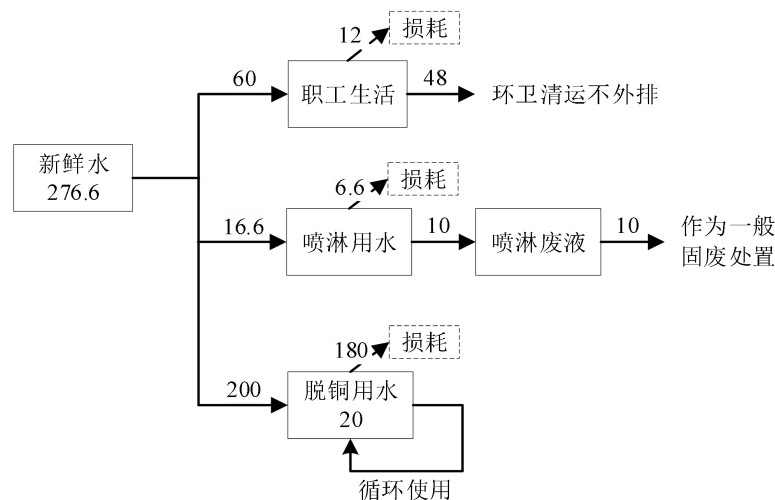 12
损耗
60
职工生活
48
环卫清运不外排
新鲜水
276.6
6.6
损耗
16.6
喷淋用水
10
喷淋废液
10
作为一般
固废处置
180
损耗
200
脱铜用水
20
循环使用